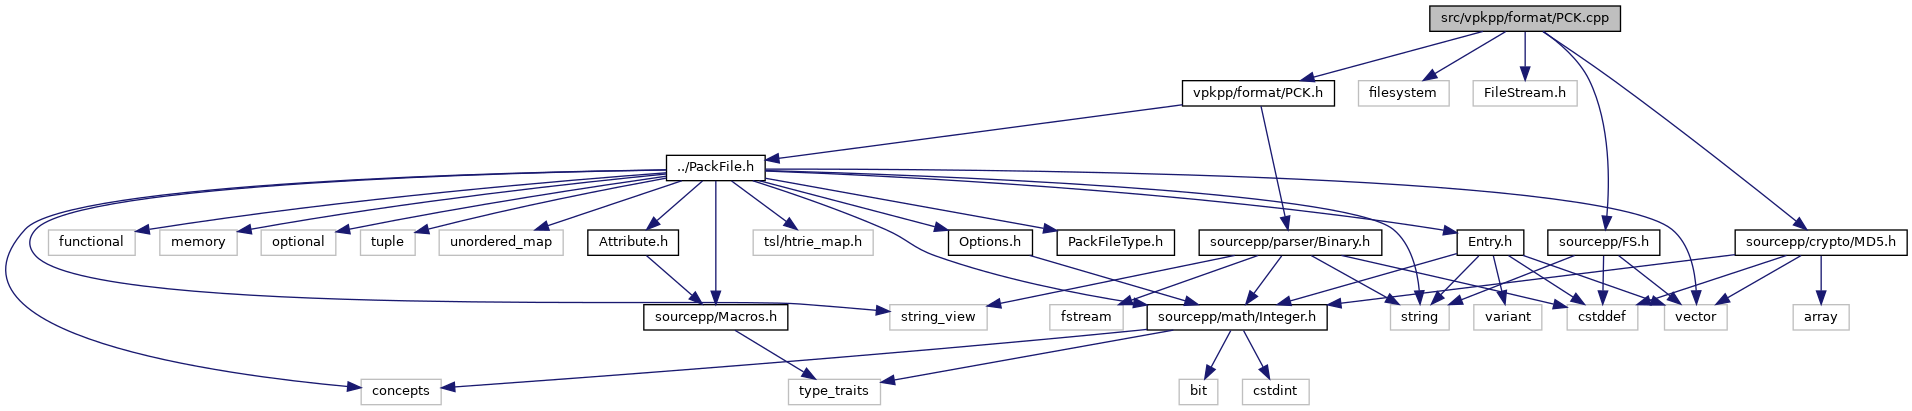 src/vpkpp/format/PCK.cpp
vpkpp/format/PCK.h
filesystem
FileStream.h
../PackFile.h
functional
memory
optional
tuple
unordered_map
Attribute.h
tsl/htrie_map.h
Options.h
PackFileType.h
sourcepp/parser/Binary.h
Entry.h
sourcepp/FS.h
sourcepp/crypto/MD5.h
sourcepp/Macros.h
string_view
fstream
sourcepp/math/Integer.h
string
variant
cstddef
vector
array
concepts
type_traits
bit
cstdint